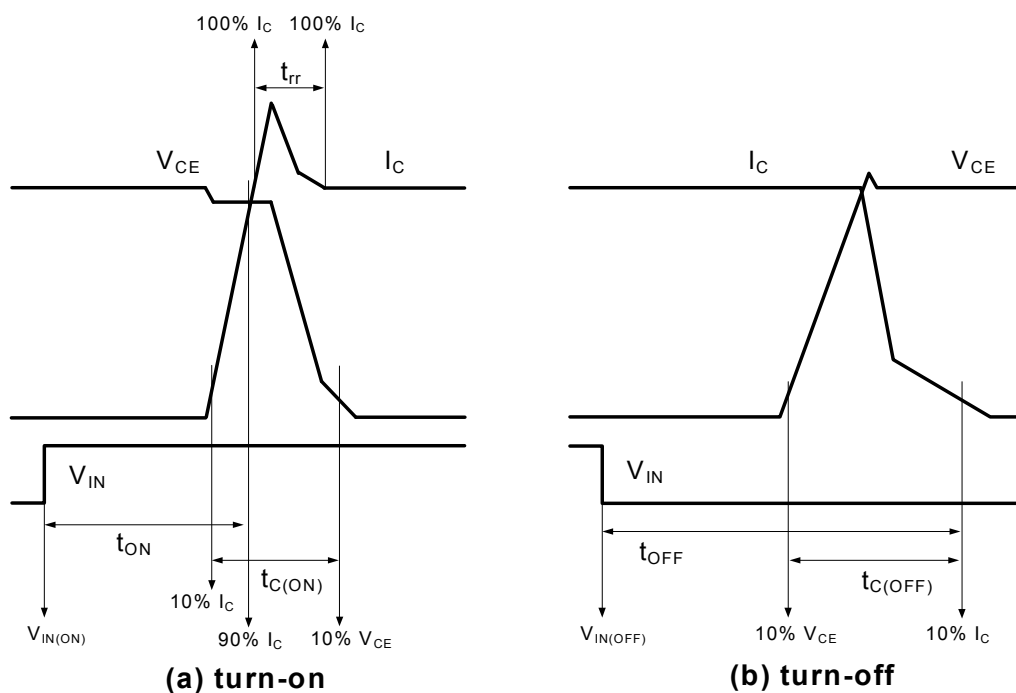 100% I_C 100% I_C
t_rr
V_CE I_C
I_C V_CE
V_IN
V_IN
t_ON
t_OFF
t_C(ON)
t_C(OFF)
10% I_C
V_IN(ON)
90% I_C
10% V_CE
V_IN(OFF)
10% V_CE
10% I_C
(a) turn-on
(b) turn-off